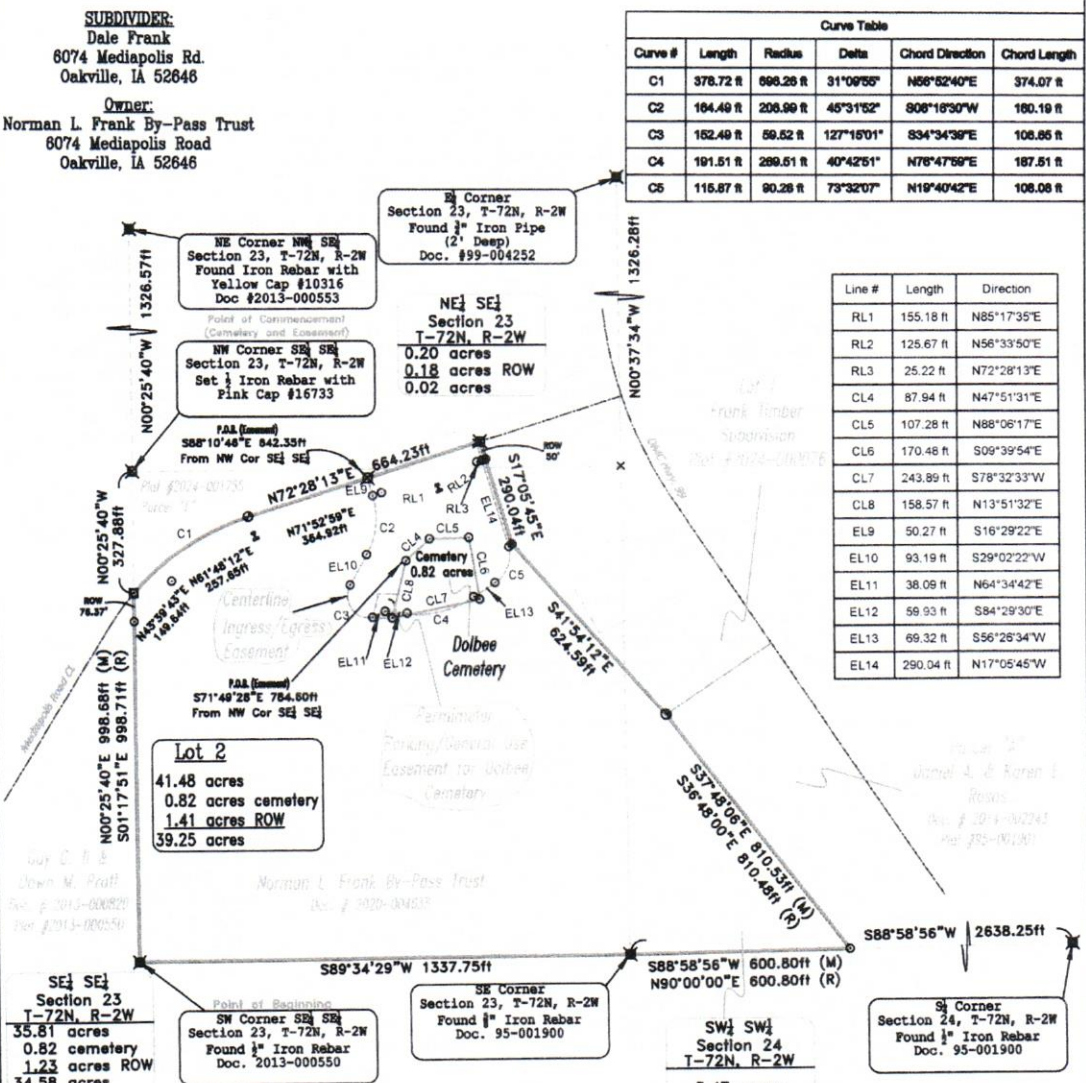 SUBDIVIDER:
Dale Frank
6074 Mediapolis Rd.
Oakville, IA 52646
Owner:
Norman L. Frank By-Pass Trust
6074 Mediapolis Road
Oakville, IA 52646
Curve Table
Curve # Length Radius Delta Chord Direction Chord Length
C1 378.72 ft 696.26 ft 31°09'55" N56°52'40"E 374.07 ft
C2 164.49 ft 206.99 ft 45°31'52" S06°16'30"W 160.19 ft
C3 152.49 ft 59.52 ft 127°15'01" S34°34'39"E 106.65 ft
C4 191.51 ft 269.51 ft 40°42'51" N76°47'59"E 187.51 ft
C5 115.87 ft 90.28 ft 73°32'07" N19°40'42"E 108.08 ft
E¼ Corner
Section 23, T-72N, R-2W
Found ¾" Iron Pipe
(2' Deep)
Doc. #99-004252
NE Corner NW¼ SE¼
Section 23, T-72N, R-2W
Found Iron Rebar with
Yellow Cap #10316
Doc #2013-000553
N00°25'40"W 1326.57ft
N00°37'34"W 1326.28ft
Point of Commencement
(Cemetery and Easement)
NW Corner SE¼ SE¼
Section 23, T-72N, R-2W
Set ½ Iron Rebar with
Pink Cap #16733
NE¼ SE¼
Section 23
T-72N, R-2W
0.20 acres
0.18 acres ROW
0.02 acres
Line # Length Direction
RL1 155.18 ft N85°17'35"E
RL2 125.67 ft N56°33'50"E
RL3 25.22 ft N72°28'13"E
CL4 87.94 ft N47°51'31"E
CL5 107.28 ft N88°06'17"E
CL6 170.48 ft S09°39'54"E
CL7 243.89 ft S78°32'33"W
CL8 158.57 ft N13°51'32"E
EL9 50.27 ft S16°29'22"E
EL10 93.19 ft S29°02'22"W
EL11 38.09 ft N64°34'42"E
EL12 59.93 ft S84°29'30"E
EL13 69.32 ft S56°26'34"W
EL14 290.04 ft N17°05'45"W
Frank Timber
Subdivision
P.O.B. (Easement)
S88°10'46"E 642.35ft
From NW Cor SE¼ SE¼
N72°28'13"E 664.23ft
ROW
50'
Plat #2024-001755
C1
N00°25'40"W
327.88ft
ROW
76.37'
N43°39'43"E
149.64ft
N61°48'12"E
257.65ft
N71°52'59"E
364.92ft
EL9
RL1
RL2
RL3
EL14
S17°05'45"E
290.04ft
C2
CL4
CL5
Cemetery
0.82 acres
CL6
CL8
CL7
C5
EL10
C3
C4
EL13
EL11
EL12
Dolbee
Cemetery
Centerline
Ingress/Egress
Easement
P.O.B. (Easement)
S71°49'28"E 784.60ft
From NW Cor SE¼ SE¼
S41°54'12"E
624.59ft
Parking/General Use
Easement for Dolbee
Cemetery
N00°25'40"E 998.68ft (M)
S01°17'51"E 998.71ft (R)
Lot 2
41.48 acres
0.82 acres cemetery
1.41 acres ROW
39.25 acres
S37°48'06"E 810.53ft (M)
S36°48'00"E 810.48ft (R)
Daniel A. & Karen
Dawn M. Pratt
Norman L. Frank By-Pass Trust
S88°58'56"W 2638.25ft
S89°34'29"W 1337.75ft
S88°58'56"W 600.80ft (M)
N90°00'00"E 600.80ft (R)
SE¼ SE¼
Section 23
T-72N, R-2W
35.81 acres
0.82 cemetery
1.23 acres ROW
34.58 acres
Point of Beginning
SW Corner SE¼ SE¼
Section 23, T-72N, R-2W
Found ½" Iron Rebar
Doc. 2013-000550
SE Corner
Section 23, T-72N, R-2W
Found Iron Rebar
Doc. 95-001900
SW¼ SW¼
Section 24
T-72N, R-2W
S¼ Corner
Section 24, T-72N, R-2W
Found ½" Iron Rebar
Doc. 95-001900